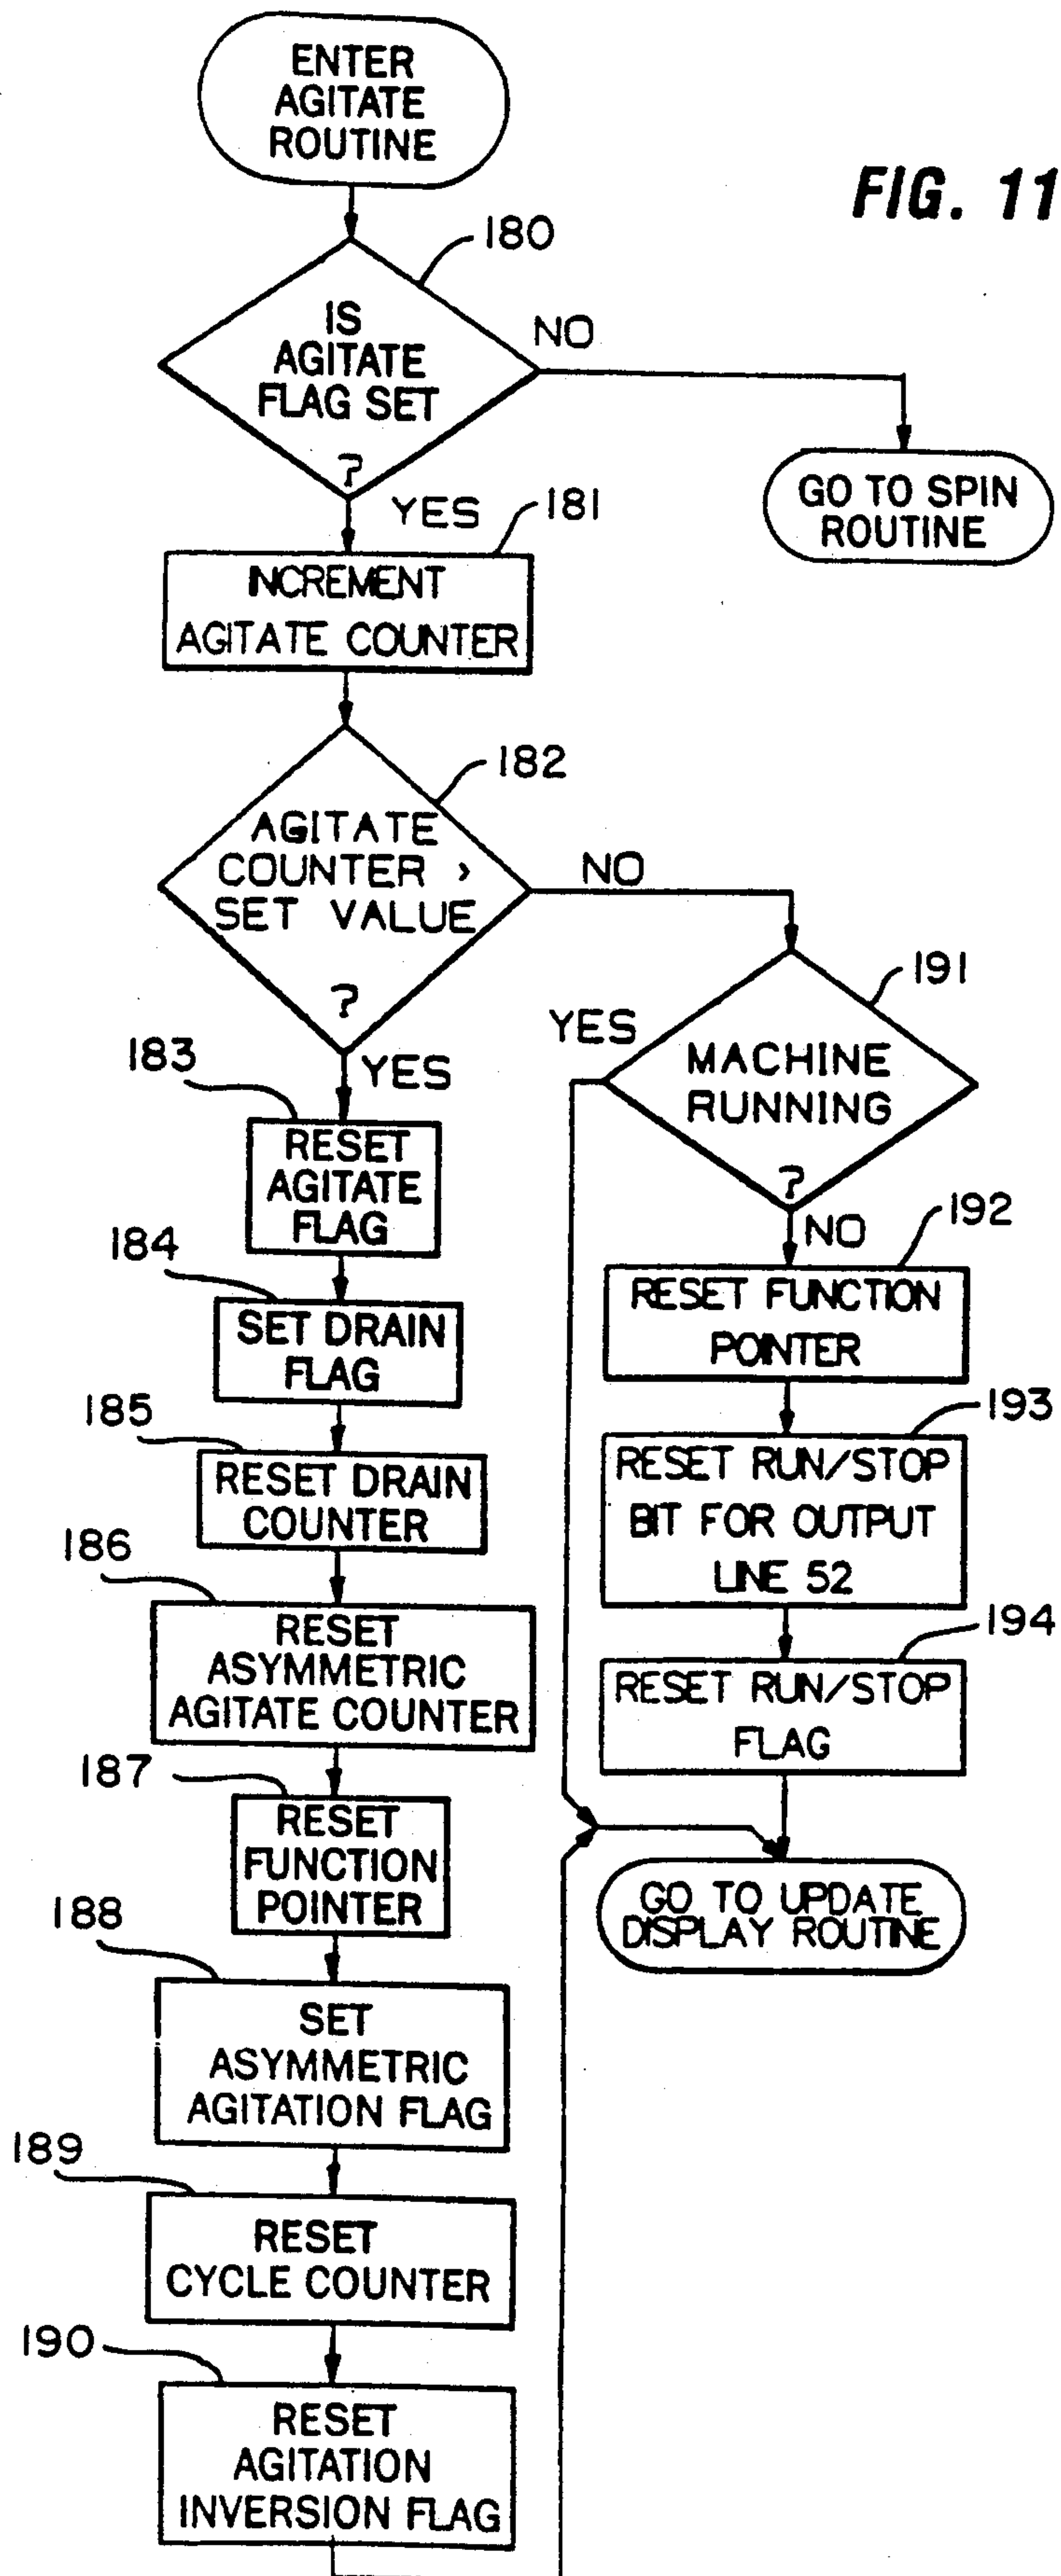 ENTER
AGITATE
ROUTINE
FIG. 11
180
IS
AGITATE
FLAG SET
?
NO
GO TO SPIN
ROUTINE
YES
181
INCREMENT
AGITATE COUNTER
182
AGITATE
COUNTER >
SET VALUE
?
NO
191
YES
MACHINE
RUNNING
?
183
YES
RESET
AGITATE
FLAG
NO
192
RESET FUNCTION
POINTER
184
SET DRAIN
FLAG
193
RESET RUN/STOP
BIT FOR OUTPUT
LINE 52
185
RESET DRAIN
COUNTER
186
RESET
ASYMMETRIC
AGITATE COUNTER
194
RESET RUN/STOP
FLAG
187
RESET
FUNCTION
POINTER
GO TO UPDATE
DISPLAY ROUTINE
188
SET
ASYMMETRIC
AGITATION FLAG
189
RESET
CYCLE COUNTER
190
RESET
AGITATION
INVERSION FLAG